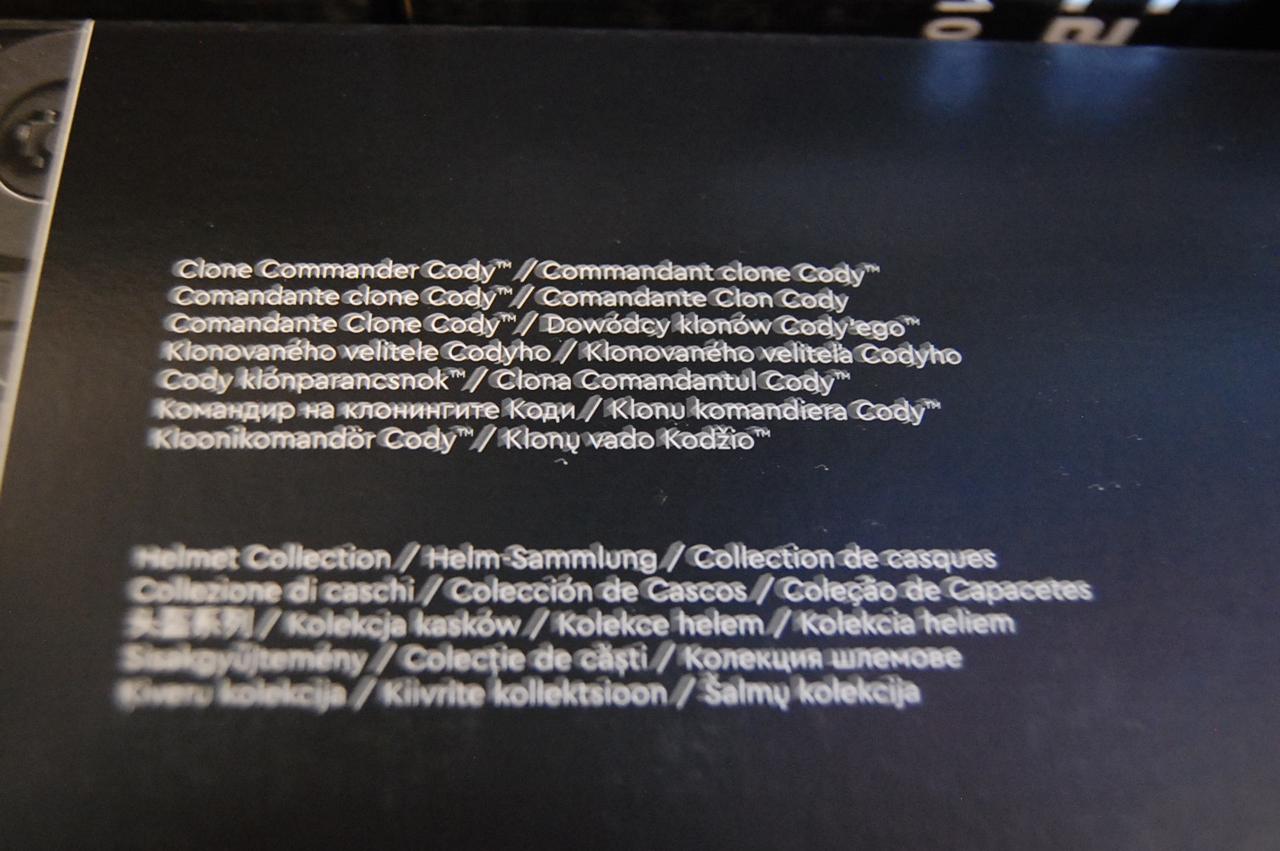 Clone Commander Cody™ / Commandant clone Cody™
Comandante clone Cody™ / Comandante Clon Cody
Comandante Clone Cody™ / Dowódcy klonów Cody'ego™
Klonovaného velitele Codyho / Klonovaného veliteľa Codyho
Cody klónparancsnok™ / Clona Comandantul Cody™
Командир на клонингите Коди / Klonu komandiera Cody™
Kloonikomandör Cody™ / Klonų vado Kodžio™
Helmet Collection / Helm-Sammlung / Collection de casques
Collezione di caschi / Colección de Cascos / Coleção de Capacetes
头盔系列 / Kolekcja kasków / Kolekce helem / Kolekcia heliem
Sisakgyűjtemény / Colecție de căști / Колекция шлемове
Ķiveru kolekcija / Kiivrite kollektsioon / Šalmų kolekcija